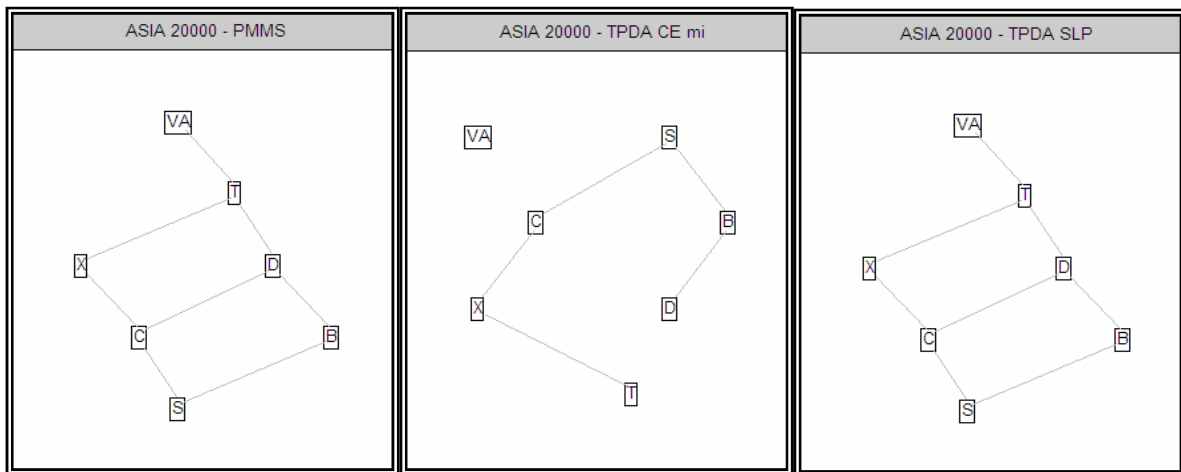 ASIA 20000 - PMMS
VA
T
X
D
C
B
S
ASIA 20000 - TPDA CE mi
VA
S
C
B
X
D
T
ASIA 20000 - TPDA SLP
VA
T
X
D
C
B
S